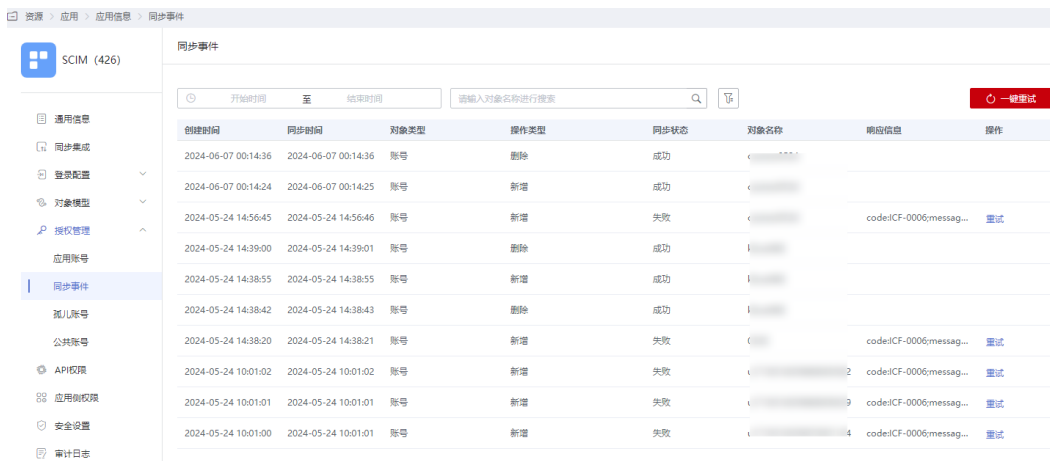 资源 > 应用 > 应用信息 > 同步事件
SCIM（426）
通用信息
同步集成
登录配置
对象模型
授权管理
应用账号
同步事件
孤儿账号
公共账号
API权限
应用侧权限
安全设置
审计日志
同步事件
开始时间 至 结束时间 请输入对象名称进行搜索 一键重试
创建时间 同步时间 对象类型 操作类型 同步状态 对象名称 响应信息 操作
2024-06-07 00:14:36 2024-06-07 00:14:36 账号 删除 成功
2024-06-07 00:14:24 2024-06-07 00:14:25 账号 新增 成功
2024-05-24 14:56:45 2024-05-24 14:56:46 账号 新增 失败 code:ICF-0006;messag... 重试
2024-05-24 14:39:00 2024-05-24 14:39:01 账号 删除 成功
2024-05-24 14:38:55 2024-05-24 14:38:55 账号 新增 成功
2024-05-24 14:38:42 2024-05-24 14:38:43 账号 删除 成功
2024-05-24 14:38:20 2024-05-24 14:38:21 账号 新增 失败 code:ICF-0006;messag... 重试
2024-05-24 10:01:02 2024-05-24 10:01:02 账号 新增 失败 code:ICF-0006;messag... 重试
2024-05-24 10:01:01 2024-05-24 10:01:01 账号 新增 失败 code:ICF-0006;messag... 重试
2024-05-24 10:01:00 2024-05-24 10:01:01 账号 新增 失败 code:ICF-0006;messag... 重试